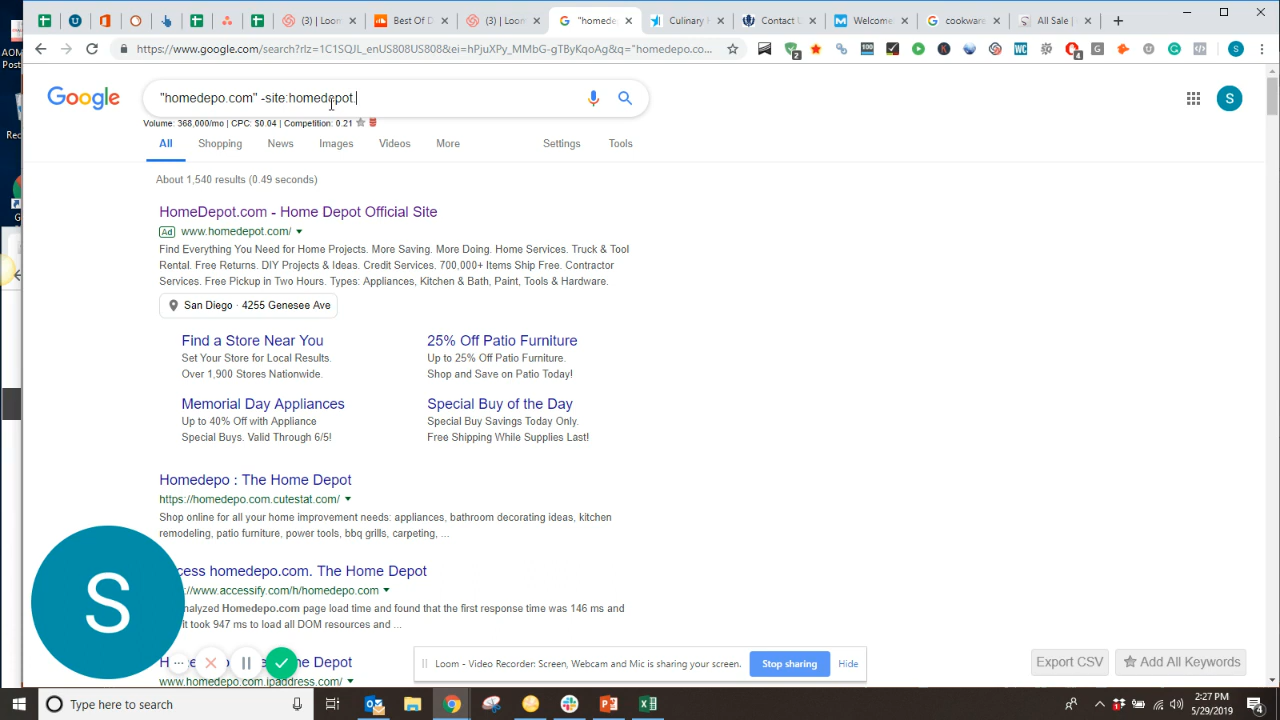 (3) | Loom
Best Of D
(3) | Loom
"homede
Culinary
Contact U
Welcome
cookware
All Sale |
https://www.google.com/search?rlz=1C1SQJL_enUS808US808&ei=hPjuXPy_MMbG-gTByKqoAg&q="homedepo.co...
Google
"homedepo.com" -site:homedepot
Volume: 368,000/mo | CPC: $0.04 | Competition: 0.21
All Shopping News Images Videos More Settings Tools
About 1,540 results (0.49 seconds)
HomeDepot.com - Home Depot Official Site
Ad www.homedepot.com/
Find Everything You Need for Home Projects. More Saving. More Doing. Home Services. Truck & Tool
Rental. Free Returns. DIY Projects & Ideas. Credit Services. 700,000+ Items Ship Free. Contractor
Services. Free Pickup in Two Hours. Types: Appliances, Kitchen & Bath, Paint, Tools & Hardware.
San Diego · 4255 Genesee Ave
Find a Store Near You
Set Your Store for Local Results.
Over 1,900 Stores Nationwide.
25% Off Patio Furniture
Up to 25% Off Patio Furniture.
Shop and Save on Patio Today!
Memorial Day Appliances
Up to 40% Off with Appliance
Special Buys. Valid Through 6/5!
Special Buy of the Day
Special Buy Savings Today Only.
Free Shipping While Supplies Last!
Homedepo : The Home Depot
https://homedepo.com.cutestat.com/
Shop online for all your home improvement needs: appliances, bathroom decorating ideas, kitchen
remodeling, patio furniture, power tools, bbq grills, carpeting, ...
cess homedepo.com. The Home Depot
://www.accessify.com/h/homedepo.com
nalyzed Homedepo.com page load time and found that the first response time was 146 ms and
it took 947 ms to load all DOM resources and ...
e Depot
www.homedepo.com.ipaddress.com/
S
Loom - Video Recorder: Screen, Webcam and Mic is sharing your screen.
Stop sharing
Hide
Export CSV
Add All Keywords
Type here to search
2:27 PM
5/29/2019